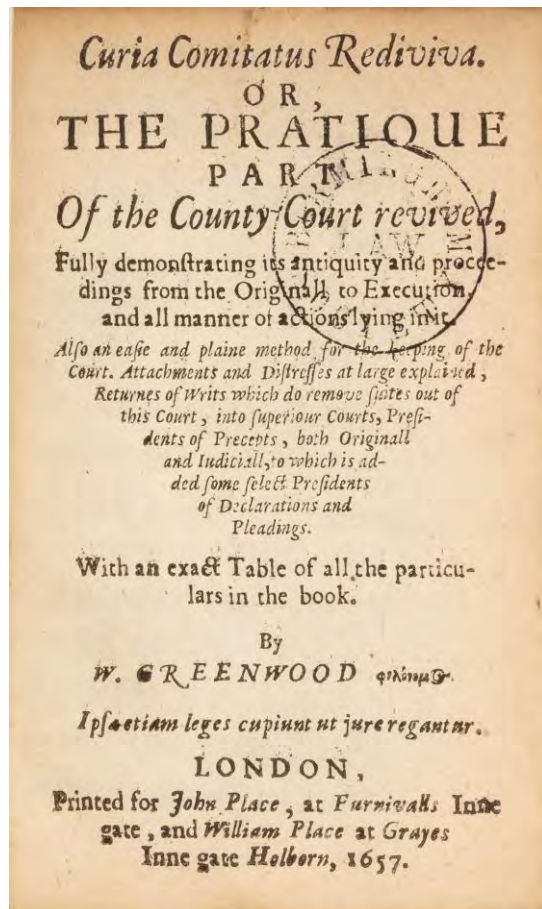 Curia Comitatus Rediviva.
OR,
THE PRATIQUE
PART
Of the County-Court revived,
Fully demonſtrating its antiquity and procee-
dings from the Originall, to Execution,
and all manner of actions lying in it.
Alſo an eaſie and plaine method for the keeping of the
Court. Attachments and Diſtreſſes at large explained,
Returnes of Writs which do remove ſuites out of
this Court, into ſuperiour Courts, Preſi-
dents of Precepts, both Originall
and Iudiciall, to which is ad-
ded ſome ſelect Preſidents
of Declarations and
Pleadings.
With an exact Table of all the particu-
lars in the book.
By
W. GREENWOOD φιλόνομ
Ipſæ etiam leges cupiunt ut jure regantur.
LONDON,
Printed for John Place, at Furnivalls Inne
gate, and William Place at Grayes
Inne gate Holborn, 1657.
LAW